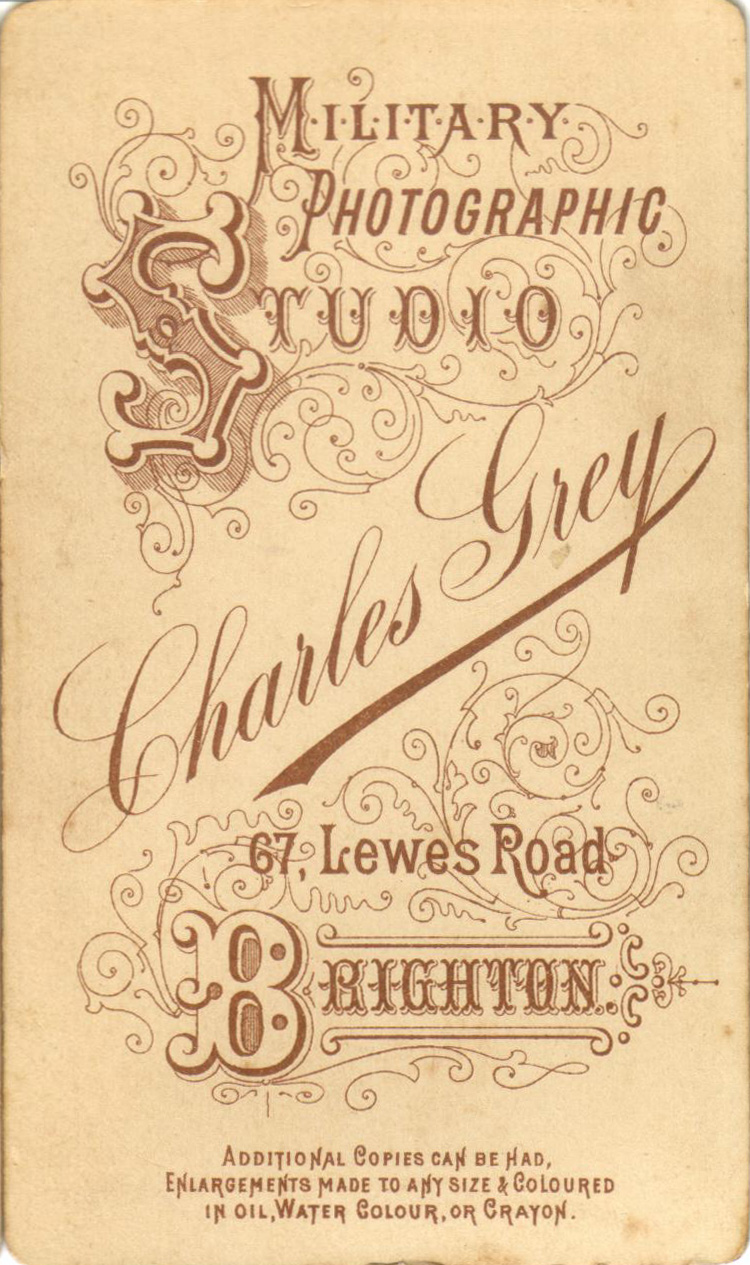 MILITARY
PHOTOGRAPHIC
STUDIO
Charles Grey
67, Lewes Road
BRIGHTON.
ADDITIONAL COPIES CAN BE HAD,
ENLARGEMENTS MADE TO ANY SIZE & COLOURED
IN OIL, WATER COLOUR, OR CRAYON.